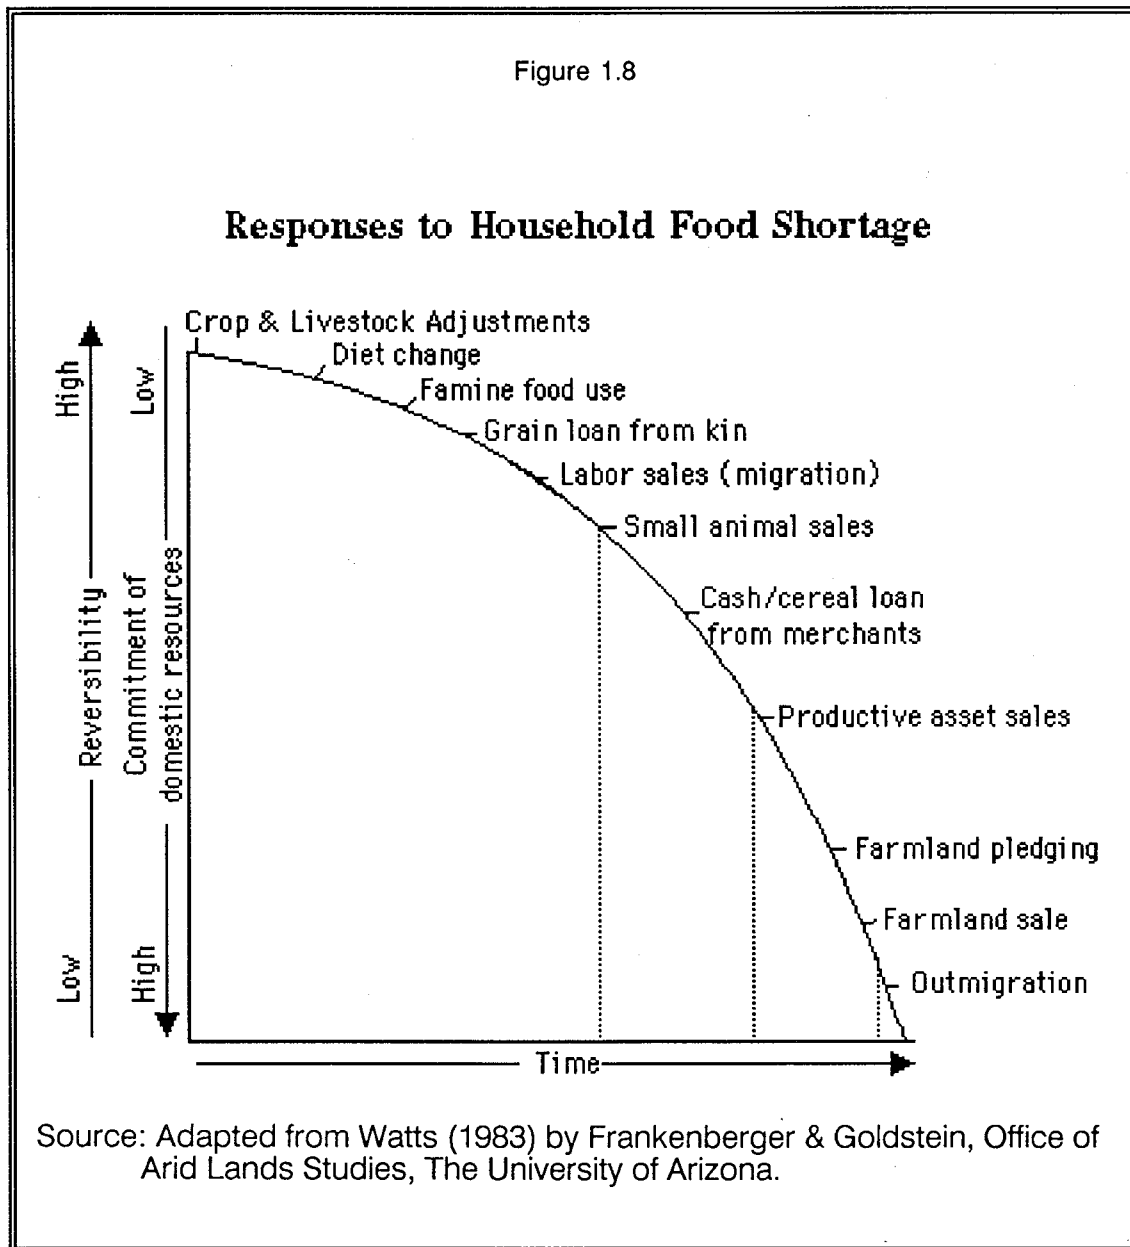 Figure 1.8
Responses to Household Food Shortage
High
Reversibility
Low
Low
Commitment of
domestic resources
High
Crop & Livestock Adjustments
Diet change
Famine food use
Grain loan from kin
Labor sales (migration)
Small animal sales
Cash/cereal loan
from merchants
Productive asset sales
Farmland pledging
Farmland sale
Outmigration
Time
Source: Adapted from Watts (1983) by Frankenberger & Goldstein, Office of
Arid Lands Studies, The University of Arizona.